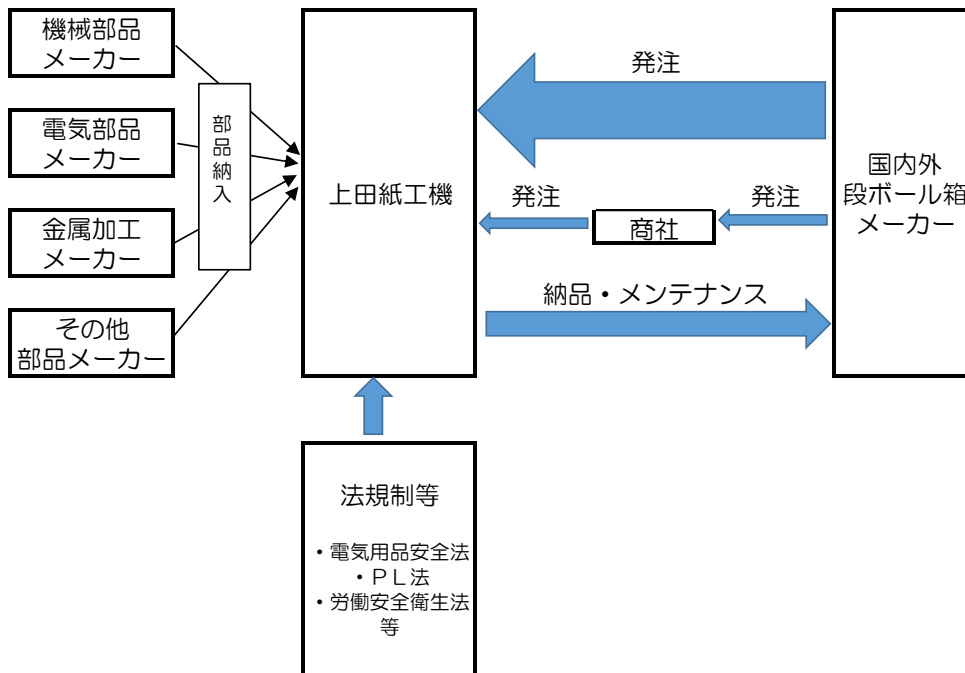 機械部品
メーカー
電気部品
メーカー
金属加工
メーカー
その他
部品メーカー
部
品
納
入
上田紙工機
発注
発注
商社
発注
納品・メンテナンス
国内外
段ボール箱
メーカー
法規制等
・電気用品安全法
・ＰＬ法
・労働安全衛生法
等